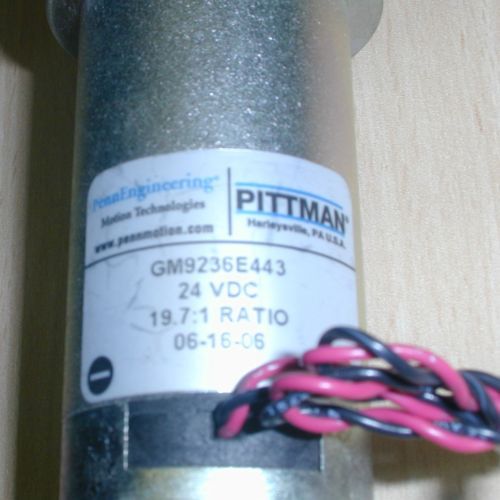 PennEngineering®
Motion Technologies
www.pennmotion.com
PITTMAN®
Harleysville, PA U.S.A.
GM9236E443
24 VDC
19.7:1 RATIO
06-16-06